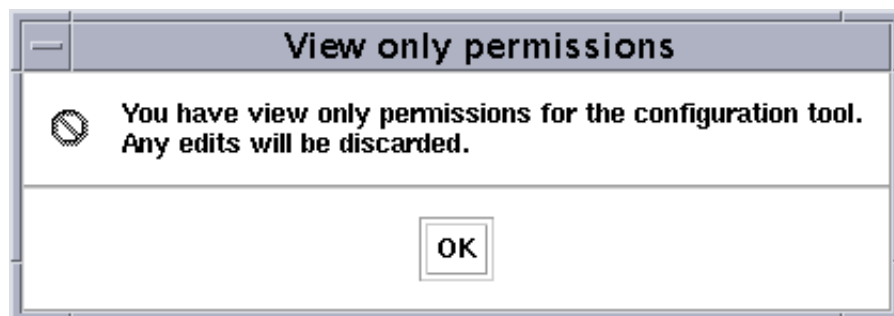 View only permissions
You have view only permissions for the configuration tool.
Any edits will be discarded.
OK